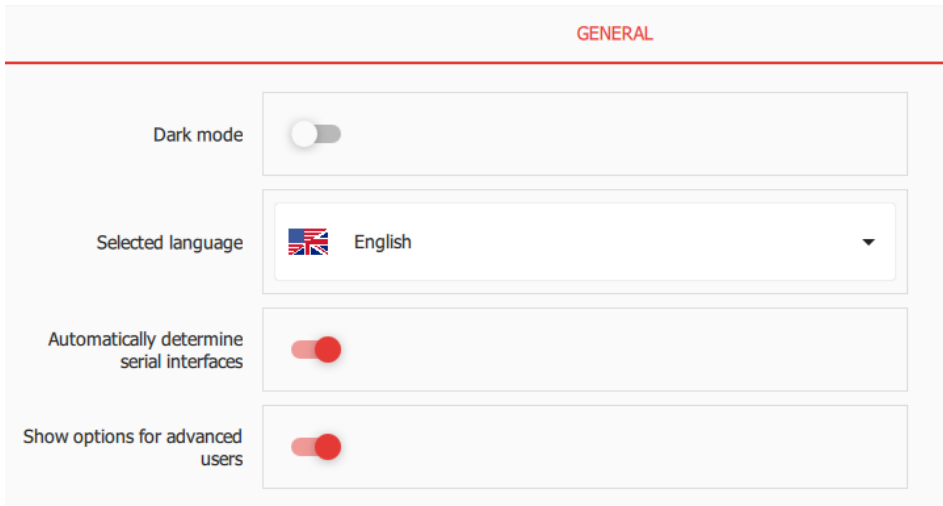 GENERAL
Dark mode
Selected language
English
Automatically determine
serial interfaces
Show options for advanced
users